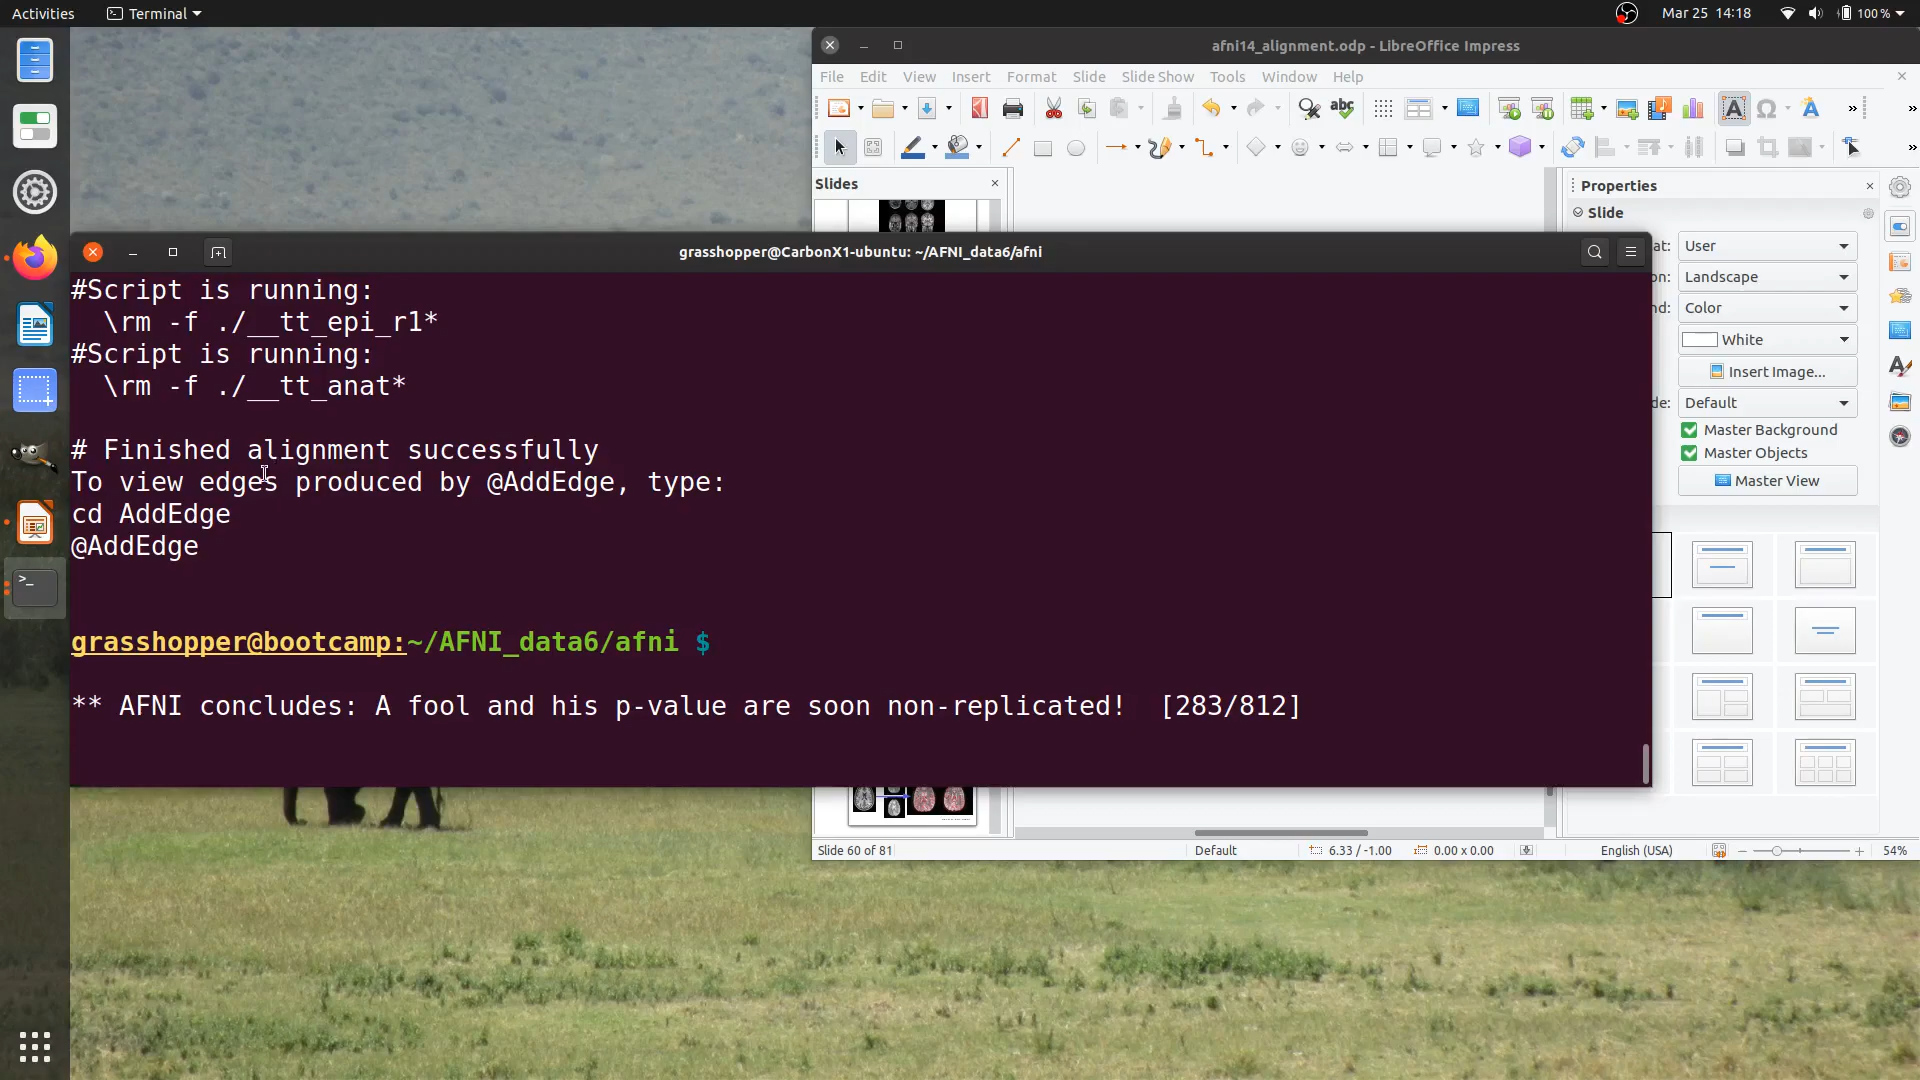 Activities
Terminal
Mar 25 14:18
100 %
afni14_alignment.odp - LibreOffice Impress
File Edit View Insert Format Slide Slide Show Tools Window Help
Slides
Properties
Slide
User
Landscape
Color
White
Insert Image...
Default
Master Background
Master Objects
Master View
grasshopper@CarbonX1-ubuntu: ~/AFNI_data6/afni
#Script is running:
\rm -f ./__tt_epi_r1*
#Script is running:
\rm -f ./__tt_anat*
# Finished alignment successfully
To view edges produced by @AddEdge, type:
cd AddEdge
@AddEdge
grasshopper@bootcamp:~/AFNI_data6/afni $
** AFNI concludes: A fool and his p-value are soon non-replicated!  [283/812]
Slide 60 of 81
Default
6.33 / -1.00
0.00 x 0.00
English (USA)
54%